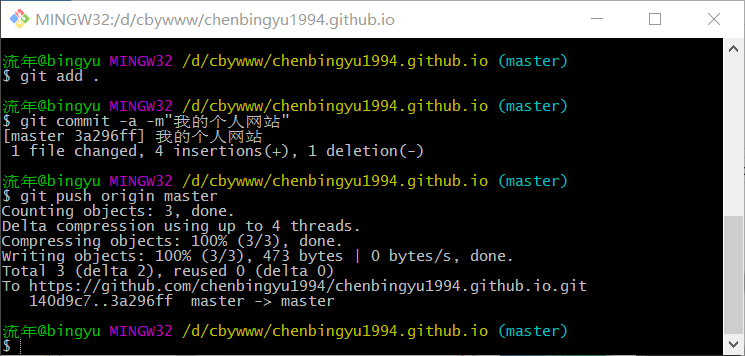 MINGW32:/d/cbywww/chenbingyu1994.github.io
流年@bingyu MINGW32 /d/cbywww/chenbingyu1994.github.io (master)
$ git add .
流年@bingyu MINGW32 /d/cbywww/chenbingyu1994.github.io (master)
$ git commit -a -m"我的个人网站"
[master 3a296ff] 我的个人网站
1 file changed, 4 insertions(+), 1 deletion(-)
流年@bingyu MINGW32 /d/cbywww/chenbingyu1994.github.io (master)
$ git push origin master
Counting objects: 3, done.
Delta compression using up to 4 threads.
Compressing objects: 100% (3/3), done.
Writing objects: 100% (3/3), 473 bytes | 0 bytes/s, done.
Total 3 (delta 2), reused 0 (delta 0)
To https://github.com/chenbingyu1994/chenbingyu1994.github.io.git
140d9c7..3a296ff  master -> master
流年@bingyu MINGW32 /d/cbywww/chenbingyu1994.github.io (master)
$